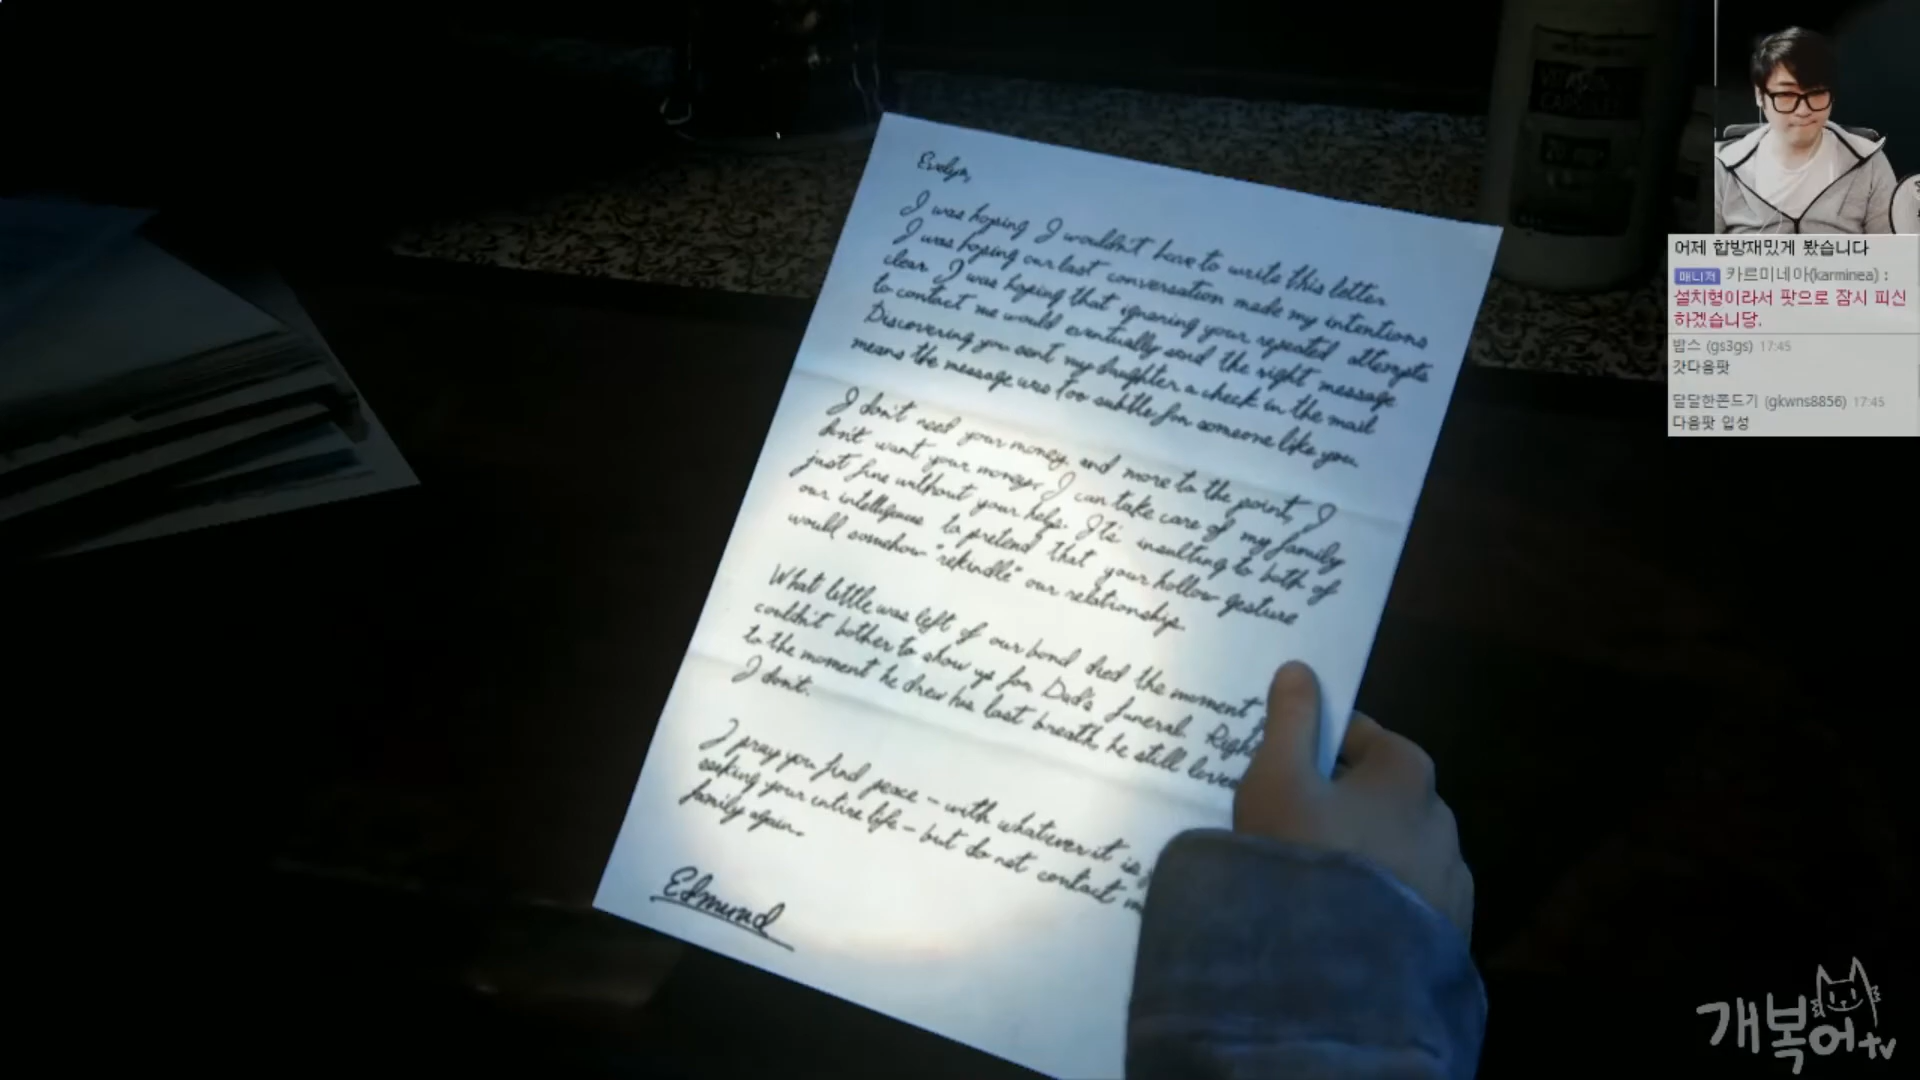 Evelyn,
I was hoping I wouldn't have to write this letter.
I was hoping our last conversation made my intentions
clear. I was hoping that ignoring your repeated attempts
to contact me would eventually send the right message.
Discovering you sent my daughter a check in the mail
means the message was too subtle for someone like you.
I don't need your money, and more to the point, I
don't want your money. I can take care of my family
just fine without your help. It's insulting to both of
our intelligence to pretend that your hollow gesture
would somehow "rekindle" our relationship.
What little was left of our bond died the moment
couldn't bother to show up for Dad's funeral. Right
to the moment he drew his last breath, he still loved
I don't.
I pray you find peace - with whatever it is
seeking your entire life - but do not contact
family again.
Edmund
어제 합방재밌게 봤습니다
매니저 카르미네아(karminea) :
설치형이라서 팟으로 잠시 피신
하겠습니당.
밥스 (gs3gs) 17:45
갓다음팟
달달한쫀드기 (gkwns8856) 17:45
다음팟 입성
개복어tv